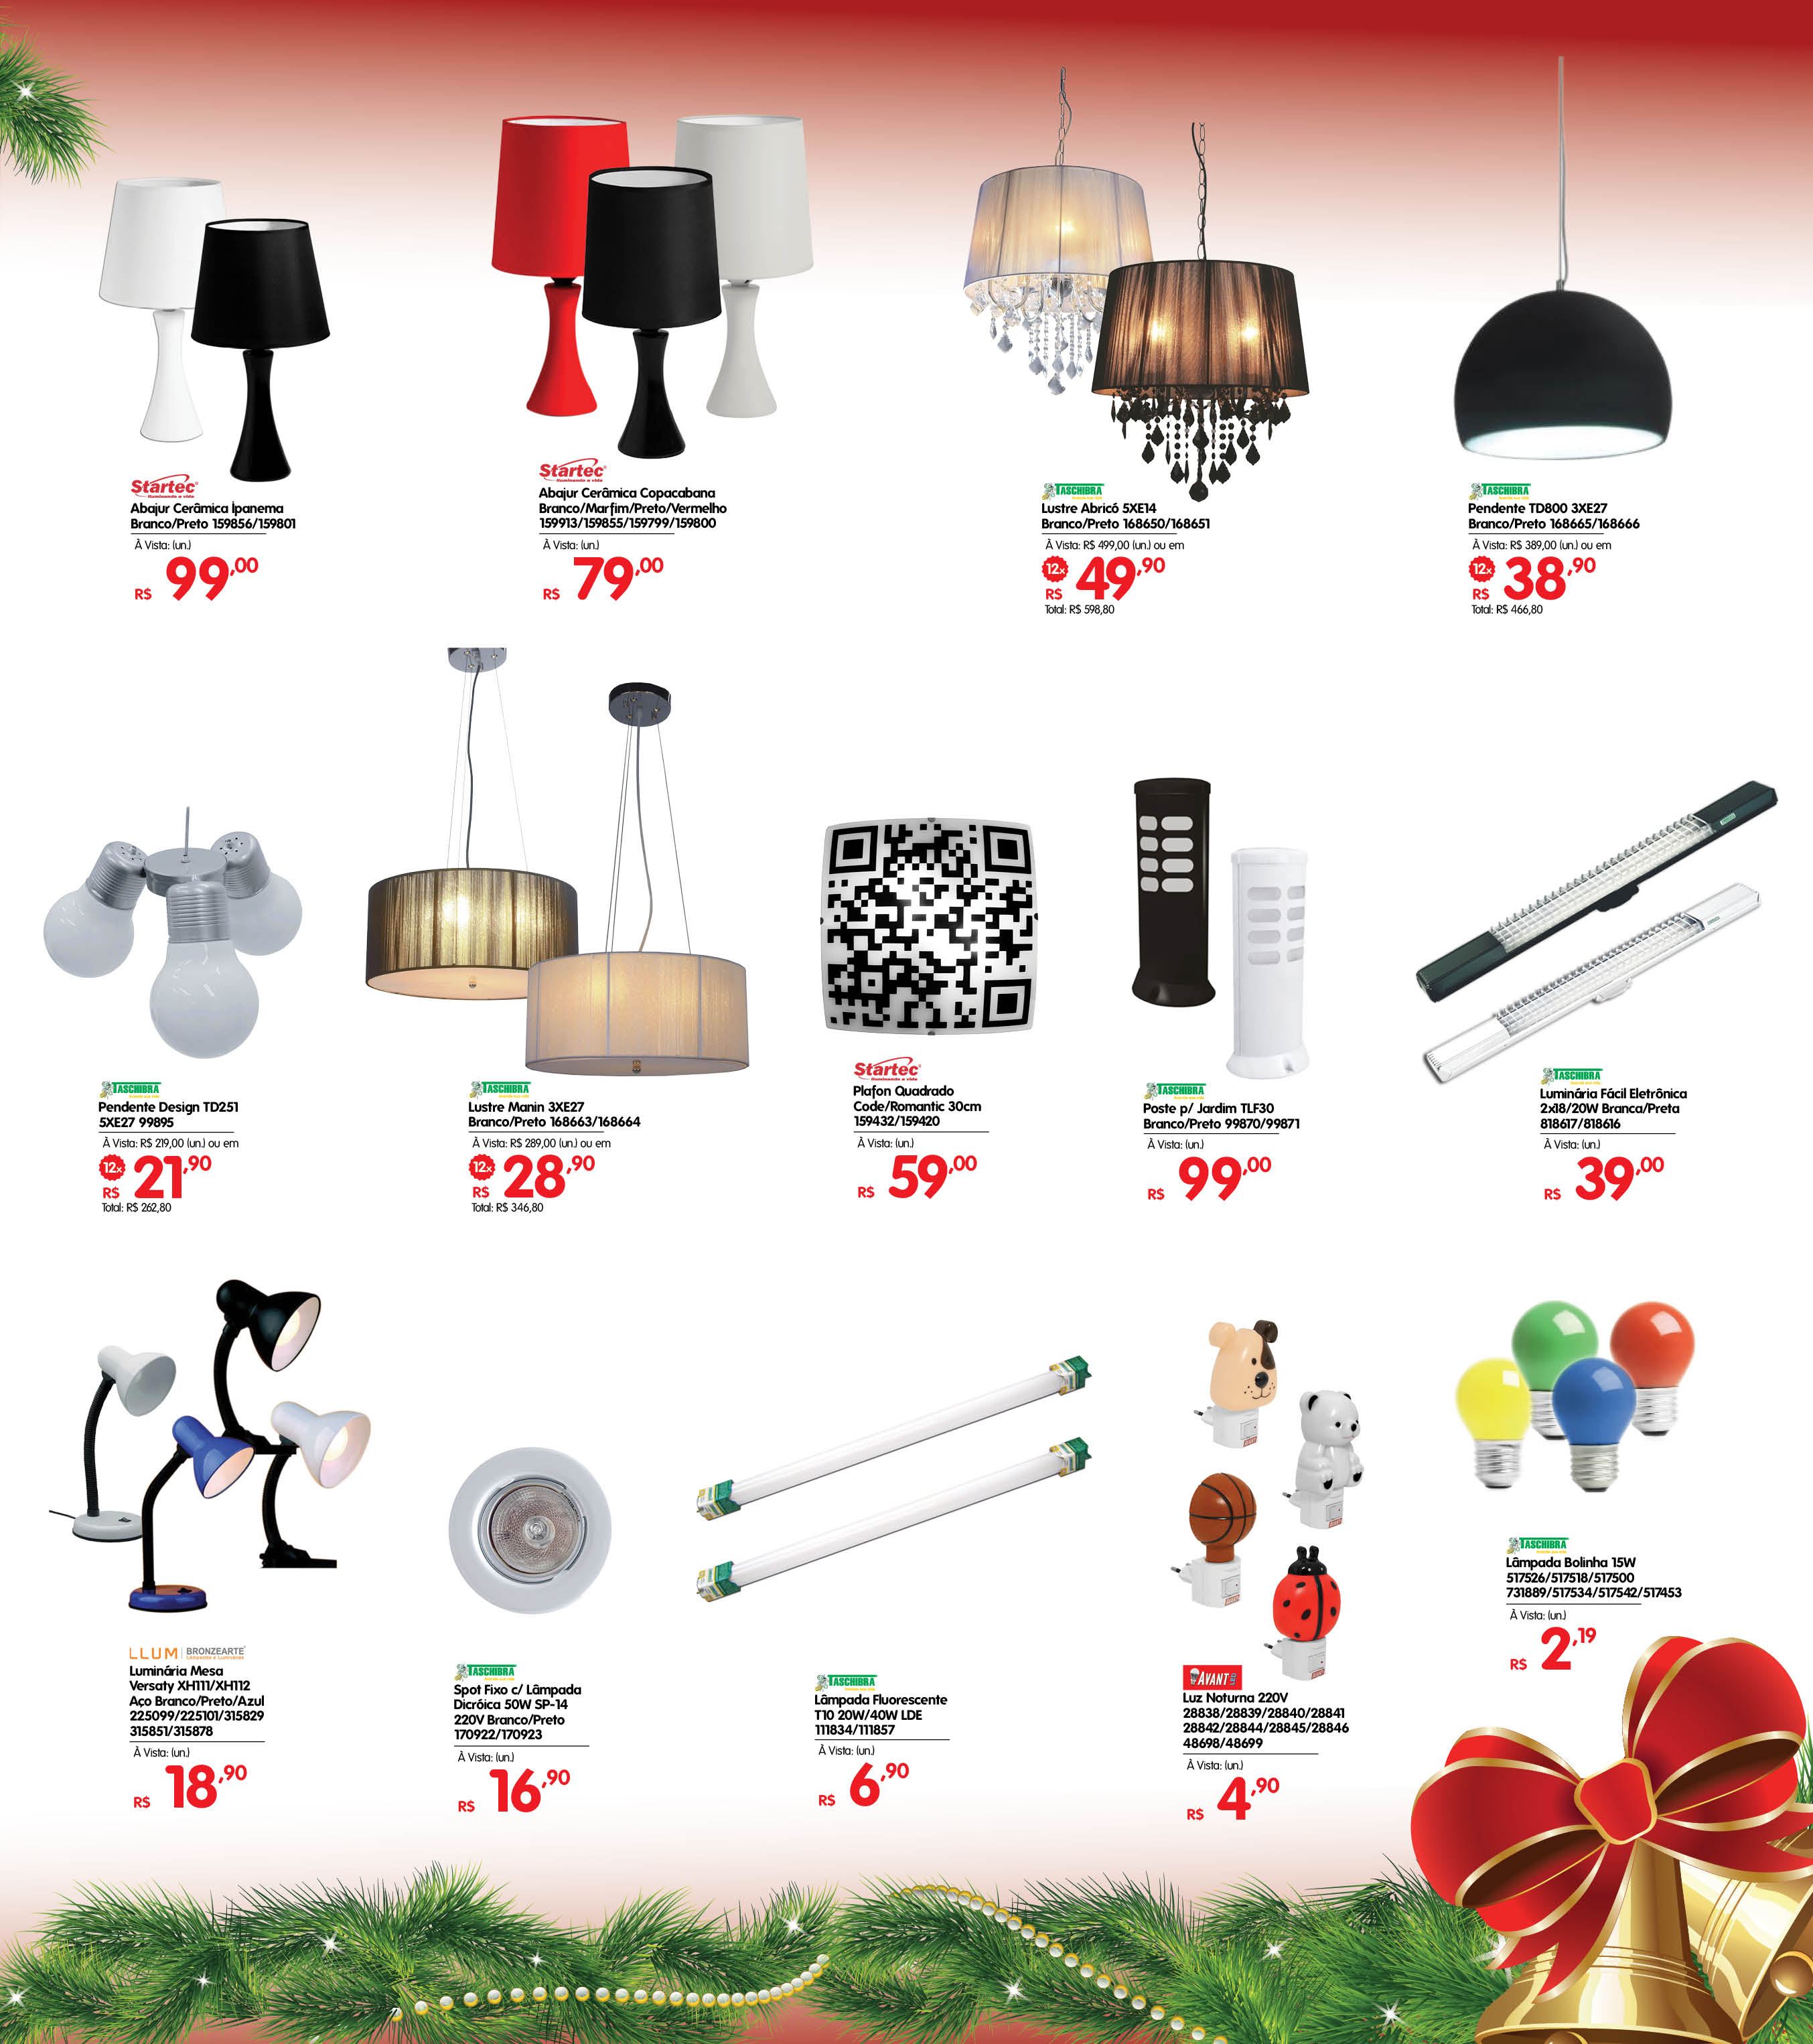 Startec
Iluminando a vida
Abajur Cerâmica Ipanema
Branco/Preto 159856/159801
À Vista: (un.)
R$ 99,00
Startec
Iluminando a vida
Abajur Cerâmica Copacabana
Branco/Marfim/Preto/Vermelho
159913/159855/159799/159800
À Vista: (un.)
R$ 79,00
TASCHIBRA
Lustre Abricó 5XE14
Branco/Preto 168650/168651
À Vista: R$ 499,00 (un.) ou em
12x
R$ 49,90
Total: R$ 598,80
TASCHIBRA
Pendente TD800 3XE27
Branco/Preto 168665/168666
À Vista: R$ 389,00 (un.) ou em
12x
R$ 38,90
Total: R$ 466,80
TASCHIBRA
Pendente Design TD251
5XE27 99895
À Vista: R$ 219,00 (un.) ou em
12x
R$ 21,90
Total: R$ 262,80
TASCHIBRA
Lustre Manin 3XE27
Branco/Preto 168663/168664
À Vista: R$ 289,00 (un.) ou em
12x
R$ 28,90
Total: R$ 346,80
Startec
Iluminando a vida
Plafon Quadrado
Code/Romantic 30cm
159432/159420
À Vista: (un.)
R$ 59,00
TASCHIBRA
Poste p/ Jardim TLF30
Branco/Preto 99870/99871
À Vista: (un.)
R$ 99,00
TASCHIBRA
Luminária Fácil Eletrônica
2x18/20W Branca/Preta
818617/818616
À Vista: (un.)
R$ 39,00
LLUM | BRONZEARTE
Lâmpadas e Luminárias
Luminária Mesa
Versaty XH111/XH112
Aço Branco/Preto/Azul
225099/225101/315829
315851/315878
À Vista: (un.)
R$ 18,90
TASCHIBRA
Spot Fixo c/ Lâmpada
Dicróica 50W SP-14
220V Branco/Preto
170922/170923
À Vista: (un.)
R$ 16,90
TASCHIBRA
Lâmpada Fluorescente
T10 20W/40W LDE
111834/111857
À Vista: (un.)
R$ 6,90
AVANT
Luz Noturna 220V
28838/28839/28840/28841
28842/28844/28845/28846
48698/48699
À Vista: (un.)
R$ 4,90
TASCHIBRA
Lâmpada Bolinha 15W
517526/517518/517500
731889/517534/517542/517453
À Vista: (un.)
R$ 2,19